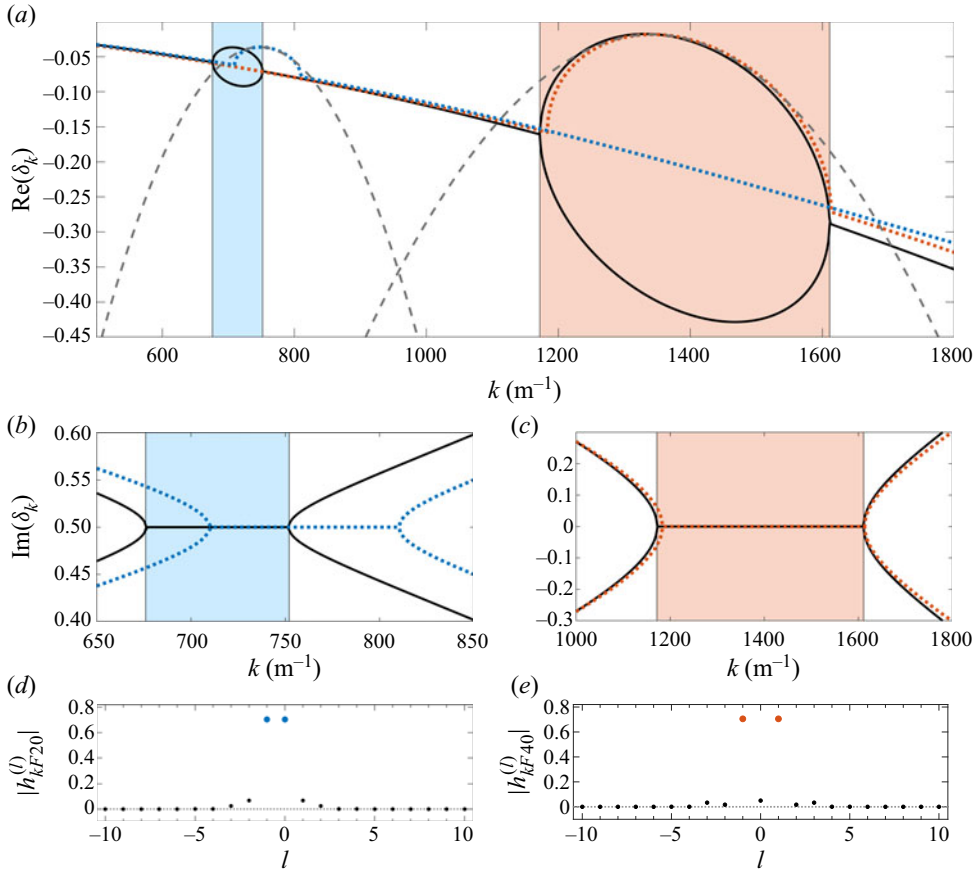 (a)
Re(δk)
−0.05
−0.10
−0.15
−0.20
−0.25
−0.30
−0.35
−0.40
−0.45
600 800 1000 1200 1400 1600 1800
k (m−1)
(b)
Im(δk)
0.60
0.55
0.50
0.45
0.40
650 700 750 800 850
k (m−1)
(c)
0.2
0.1
0
−0.1
−0.2
−0.3
1000 1200 1400 1600 1800
k (m−1)
(d)
|h(l)kF20|
0.8
0.6
0.4
0.2
0
−10 −5 0 5 10
l
(e)
|h(l)kF40|
0.8
0.6
0.4
0.2
0
−10 −5 0 5 10
l